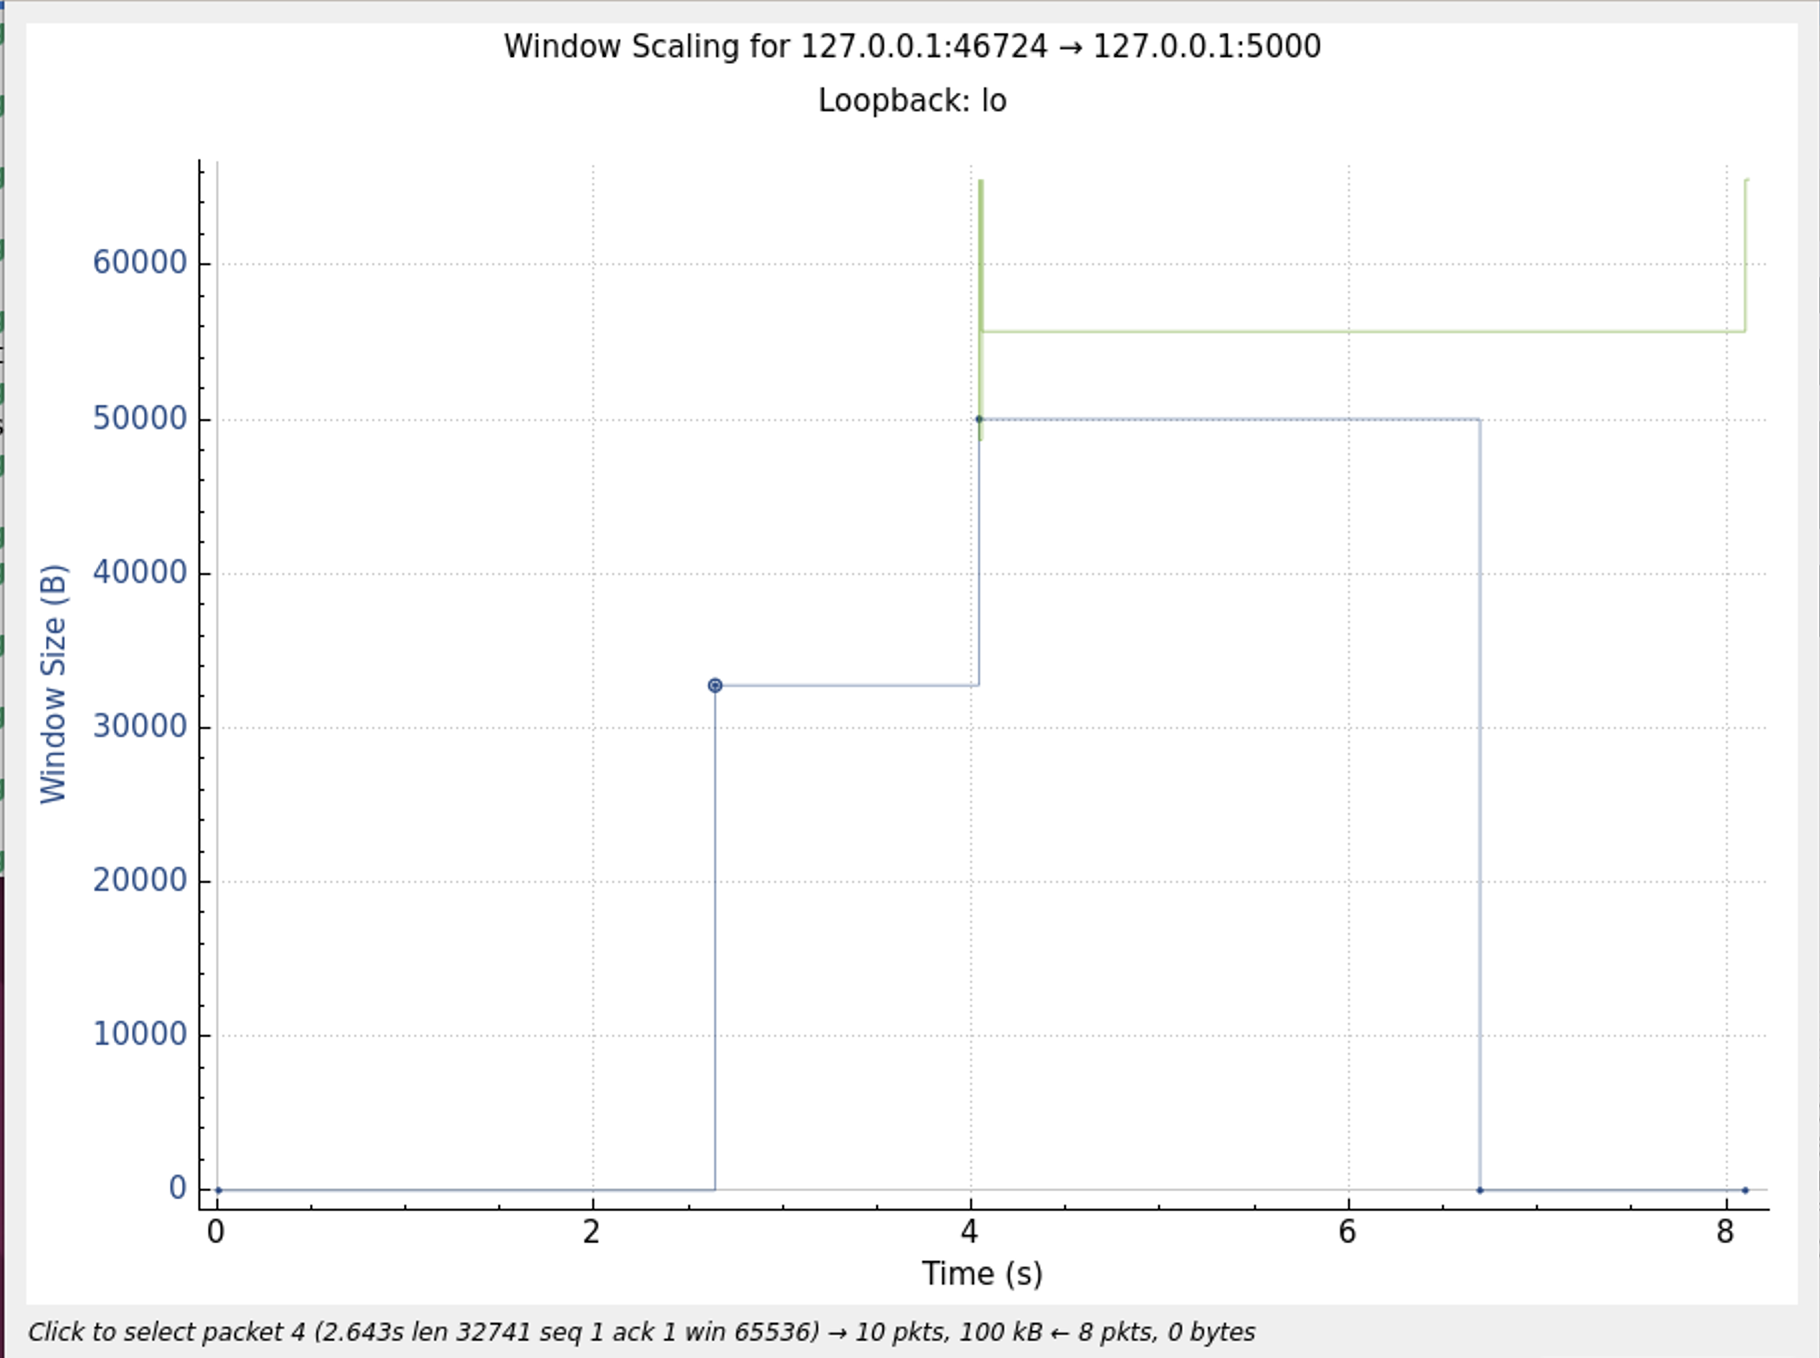 Window Scaling for 127.0.0.1:46724 → 127.0.0.1:5000
Loopback: lo
Window Size (B)
60000
50000
40000
30000
20000
10000
0
0 2 4 6 8
Time (s)
Click to select packet 4 (2.643s len 32741 seq 1 ack 1 win 65536) → 10 pkts, 100 kB ← 8 pkts, 0 bytes